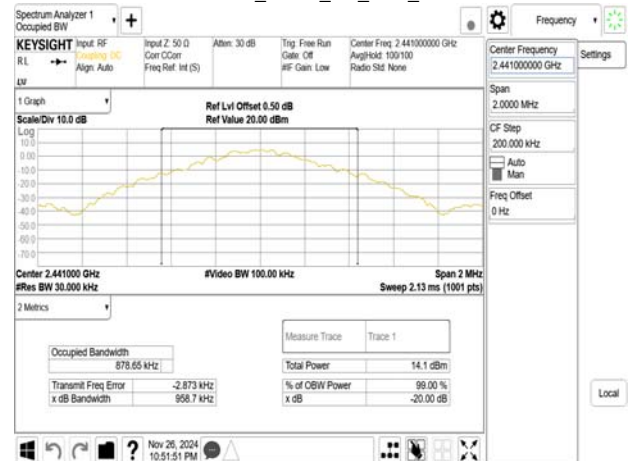 Spectrum Analyzer 1
Occupied BW
Frequency
KEYSIGHT Input: RF
Coupling: DC
Align: Auto
Input Z: 50 Ω
Corr CCorr
Freq Ref: Int (S)
Atten: 30 dB
Trig: Free Run
Gate: Off
#IF Gain: Low
Center Freq: 2.441000000 GHz
Avg|Hold: 100/100
Radio Std: None
RL
LV
Center Frequency
2.441000000 GHz
Settings
Span
2.0000 MHz
CF Step
200.000 kHz
Auto
Man
Freq Offset
0 Hz
1 Graph
Scale/Div 10.0 dB
Ref Lvl Offset 0.50 dB
Ref Value 20.00 dBm
Log
10.0
0.00
-10.0
-20.0
-30.0
-40.0
-50.0
-60.0
-70.0
Center 2.441000 GHz
#Res BW 30.000 kHz
#Video BW 100.00 kHz
Span 2 MHz
Sweep 2.13 ms (1001 pts)
2 Metrics
Measure Trace Trace 1
Occupied Bandwidth
878.65 kHz
Total Power 14.1 dBm
Transmit Freq Error -2.873 kHz
% of OBW Power 99.00 %
x dB Bandwidth 958.7 kHz
x dB -20.00 dB
Local
Nov 26, 2024
10:51:51 PM